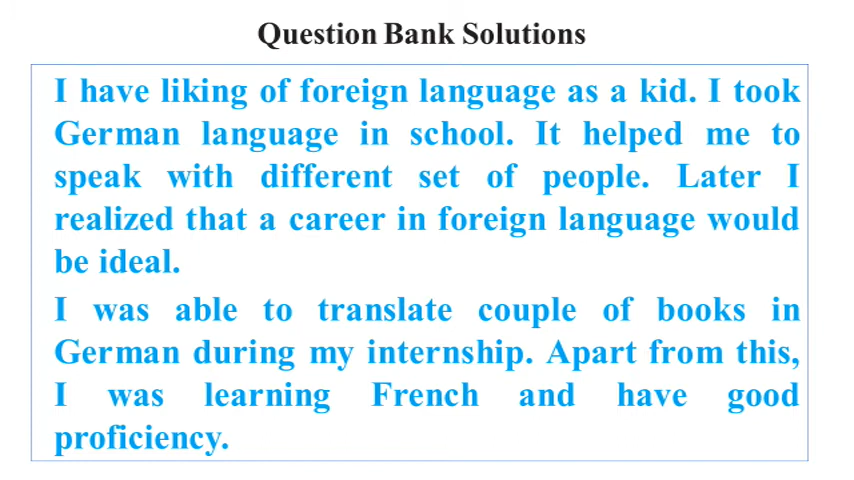 Question Bank Solutions
I have liking of foreign language as a kid. I took
German language in school. It helped me to
speak with different set of people. Later I
realized that a career in foreign language would
be ideal.
I was able to translate couple of books in
German during my internship. Apart from this,
I was learning French and have good
proficiency.